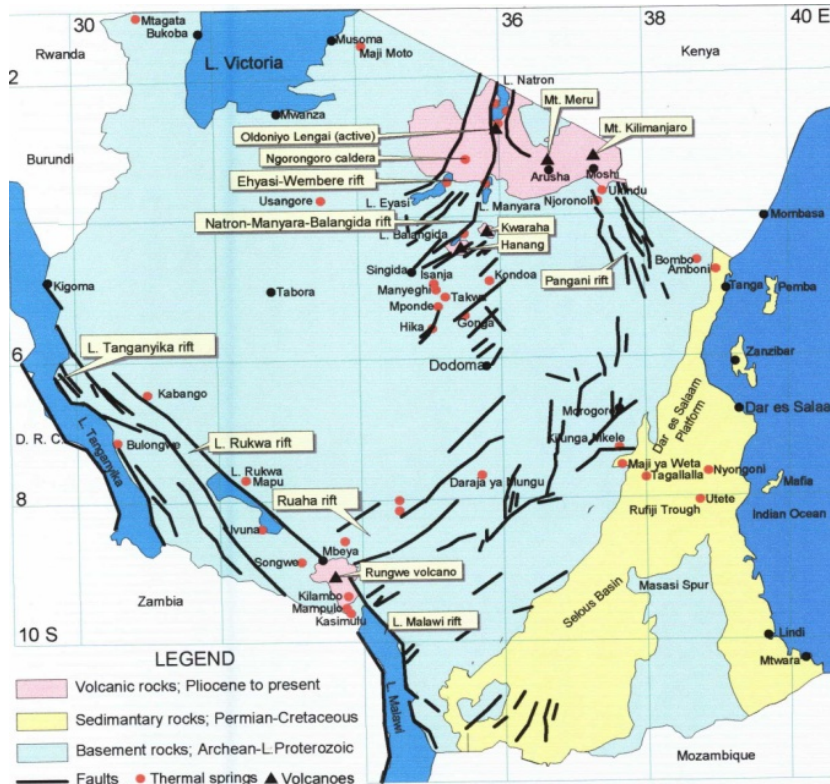 30
36
38
40 E
Mtagata
Bukoba
Musoma
Maji Moto
Rwanda
Kenya
L. Victoria
2
L. Natron
Mt. Meru
Mwanza
Mt. Kilimanjaro
Oldoniyo Lengai (active)
Burundi
Ngorongoro caldera
Arusha
Moshi
Ehyasi-Wembere rift
Usangore
L. Eyasi
L. Manyara
Njoronoli
Mombasa
Natron-Manyara-Balangida rift
Kwaraha
L. Balangida
Hanang
Singida
Isanja
Kondoa
Pangani rift
Bombo
Amboni
Kigoma
Tabora
Manyeghi
Takwa
Tanga
Pemba
Mponde
Gonga
Hika
6
L. Tanganyika rift
Dodoma
Zanzibar
Kabango
Morogoro
Dar es Salaam
Platform
Dar es Salaa
D. R. C.
L. Tanganyika
Bulongwe
L. Rukwa rift
L. Rukwa
Mapu
Daraja ya Mungu
Maji ya Weta
Tagallalla
Nyongoni
Mafia
8
Ruaha rift
Utete
Rufiji Trough
Indian Ocean
Uvuna
Mbeya
Songwe
Rungwe volcano
Selous Basin
Masasi Spur
Zambia
Kilambo
Mampulo
Kasimulu
L. Malawi rift
10 S
Lindi
Mtwara
L. Malawi
Mozambique
LEGEND
Volcanic rocks; Pliocene to present
Sedimantary rocks; Permian-Cretaceous
Basement rocks; Archean-L.Proterozoic
Faults
Thermal springs
Volcanoes